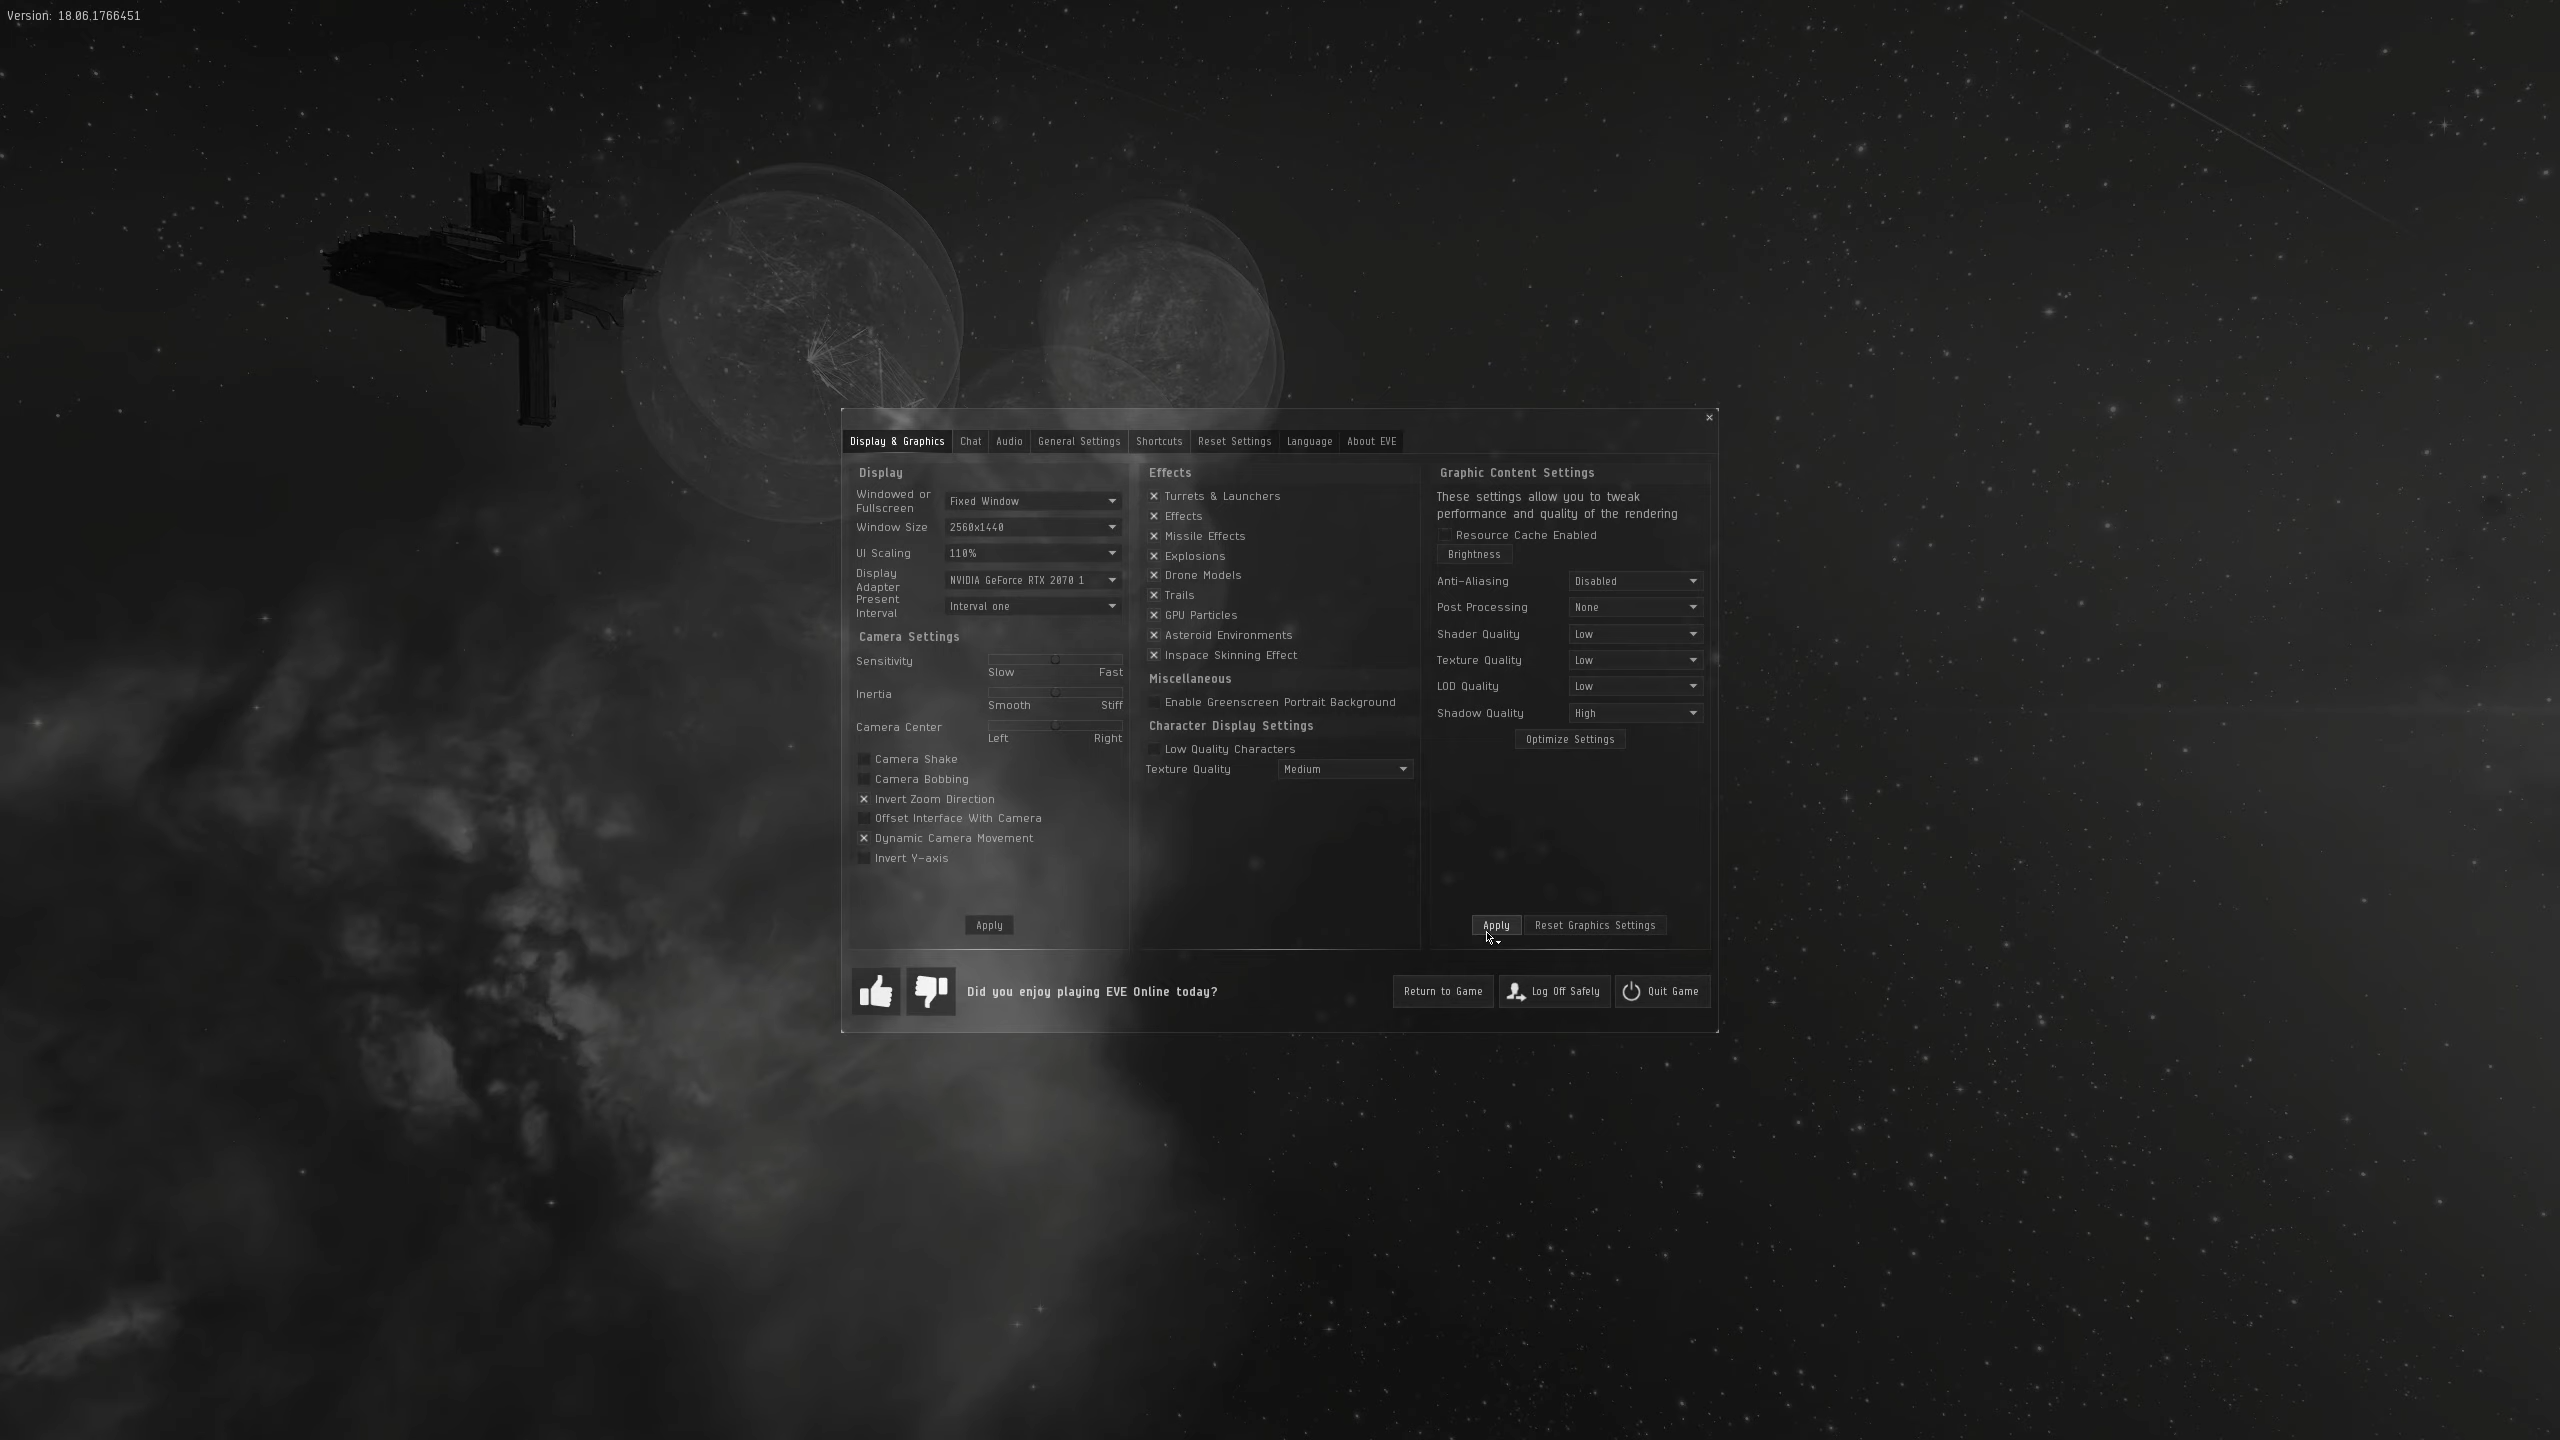 Version: 18.06.1766451
Display & Graphics
Chat
Audio
General Settings
Shortcuts
Reset Settings
Language
About EVE
Display
Windowed or
Fullscreen
Fixed Window
Window Size
2560x1440
UI Scaling
110%
Display
Adapter
NVIDIA GeForce RTX 2070 1
Present
Interval
Interval one
Camera Settings
Sensitivity
Slow
Fast
Inertia
Smooth
Stiff
Camera Center
Left
Right
Camera Shake
Camera Bobbing
Invert Zoom Direction
Offset Interface With Camera
Dynamic Camera Movement
Invert Y-axis
Apply
Effects
Turrets & Launchers
Effects
Missile Effects
Explosions
Drone Models
Trails
GPU Particles
Asteroid Environments
Inspace Skinning Effect
Miscellaneous
Enable Greenscreen Portrait Background
Character Display Settings
Low Quality Characters
Texture Quality
Medium
Graphic Content Settings
These settings allow you to tweak
performance and quality of the rendering
Resource Cache Enabled
Brightness
Anti-Aliasing
Disabled
Post Processing
None
Shader Quality
Low
Texture Quality
Low
LOD Quality
Low
Shadow Quality
High
Optimize Settings
Apply
Reset Graphics Settings
Did you enjoy playing EVE Online today?
Return to Game
Log Off Safely
Quit Game